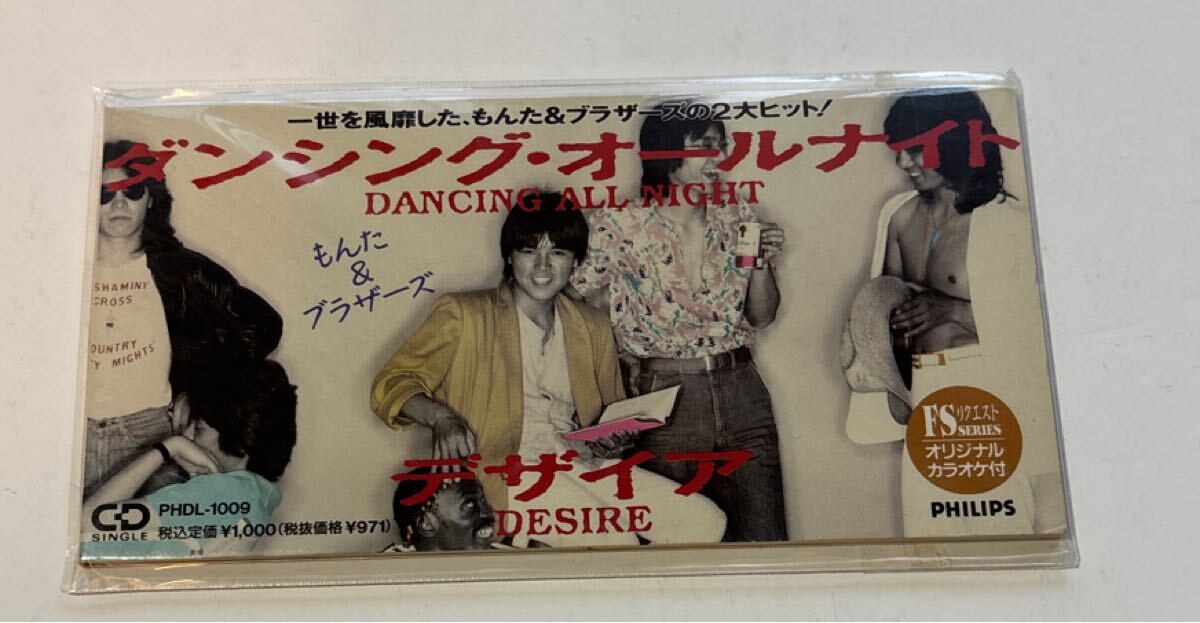 一世を風靡した、もんた&ブラザーズの2大ヒット!
ダンシング・オールナイト
DANCING ALL NIGHT
もんた
&
ブラザーズ
SHAMINY
CROSS
OUNTRY
Y MIGHTS
デザイア
DESIRE
FSリクエスト
SERIES
オリジナル
カラオケ付
PHILIPS
CD
SINGLE
PHDL-1009
税込定価¥1,000(税抜価格¥971)